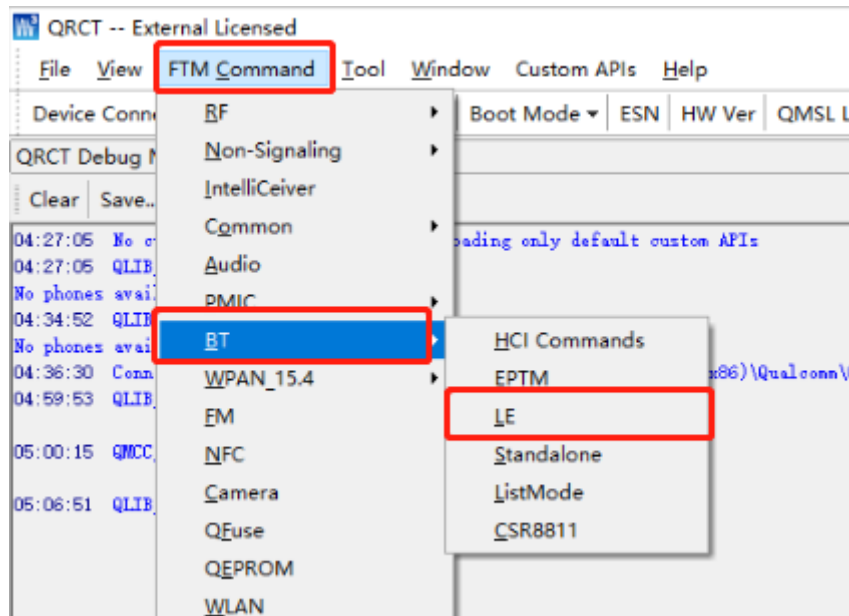 QRCT -- External Licensed
File View FTM Command Tool Window Custom APIs Help
Device Conn Boot Mode ESN HW Ver QMSL L
QRCT Debug
Clear Save..
RF
Non-Signaling
IntelliCeiver
Common
Audio
PMIC
BT
WPAN_15.4
FM
NFC
Camera
QFuse
QEPROM
WLAN
HCI Commands
EPTM
LE
Standalone
ListMode
CSR8811
04:27:05 No oading only default custom APIs
04:27:05 QLIB
No phones avai
04:34:52 QLIB
No phones avai
04:36:30 Conn x86)\Qualcomm\
04:59:53 QLIB
05:00:15 QMCC
05:06:51 QLIB